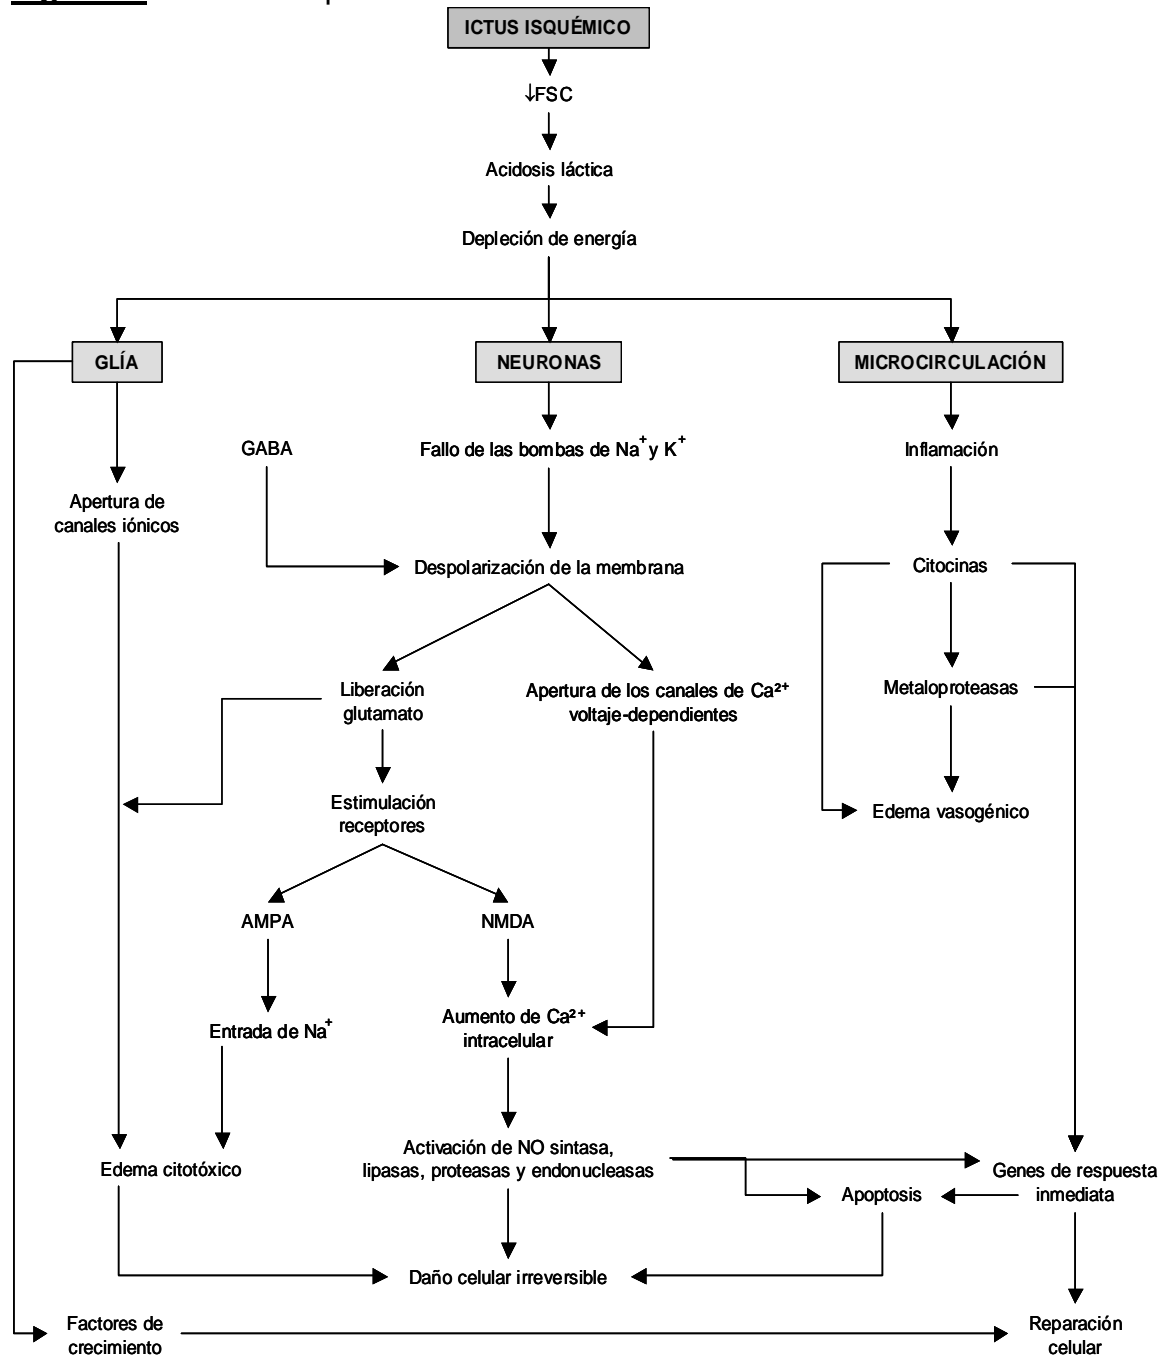 ICTUS ISQUÉMICO
↓FSC
Acidosis láctica
Depleción de energía
GLÍA
NEURONAS
MICROCIRCULACIÓN
GABA
Fallo de las bombas de Na⁺ y K⁺
Inflamación
Apertura de
canales iónicos
Despolarización de la membrana
Citocinas
Liberación
glutamato
Apertura de los canales de Ca²⁺
voltaje-dependientes
Metaloproteasas
Estimulación
receptores
Edema vasogénico
AMPA
NMDA
Entrada de Na⁺
Aumento de Ca²⁺
intracelular
Edema citotóxico
Activación de NO sintasa,
lipasas, proteasas y endonucleasas
Apoptosis
Genes de respuesta
inmediata
Daño celular irreversible
Factores de
crecimiento
Reparación
celular